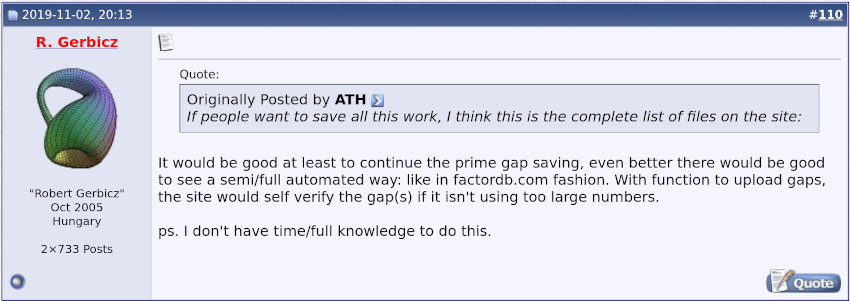 2019-11-02, 20:13
#110
R. Gerbicz
"Robert Gerbicz"
Oct 2005
Hungary
2×733 Posts
Quote:
Originally Posted by ATH
If people want to save all this work, I think this is the complete list of files on the site:
It would be good at least to continue the prime gap saving, even better there would be good
to see a semi/full automated way: like in factordb.com fashion. With function to upload gaps,
the site would self verify the gap(s) if it isn't using too large numbers.
ps. I don't have time/full knowledge to do this.
Quote